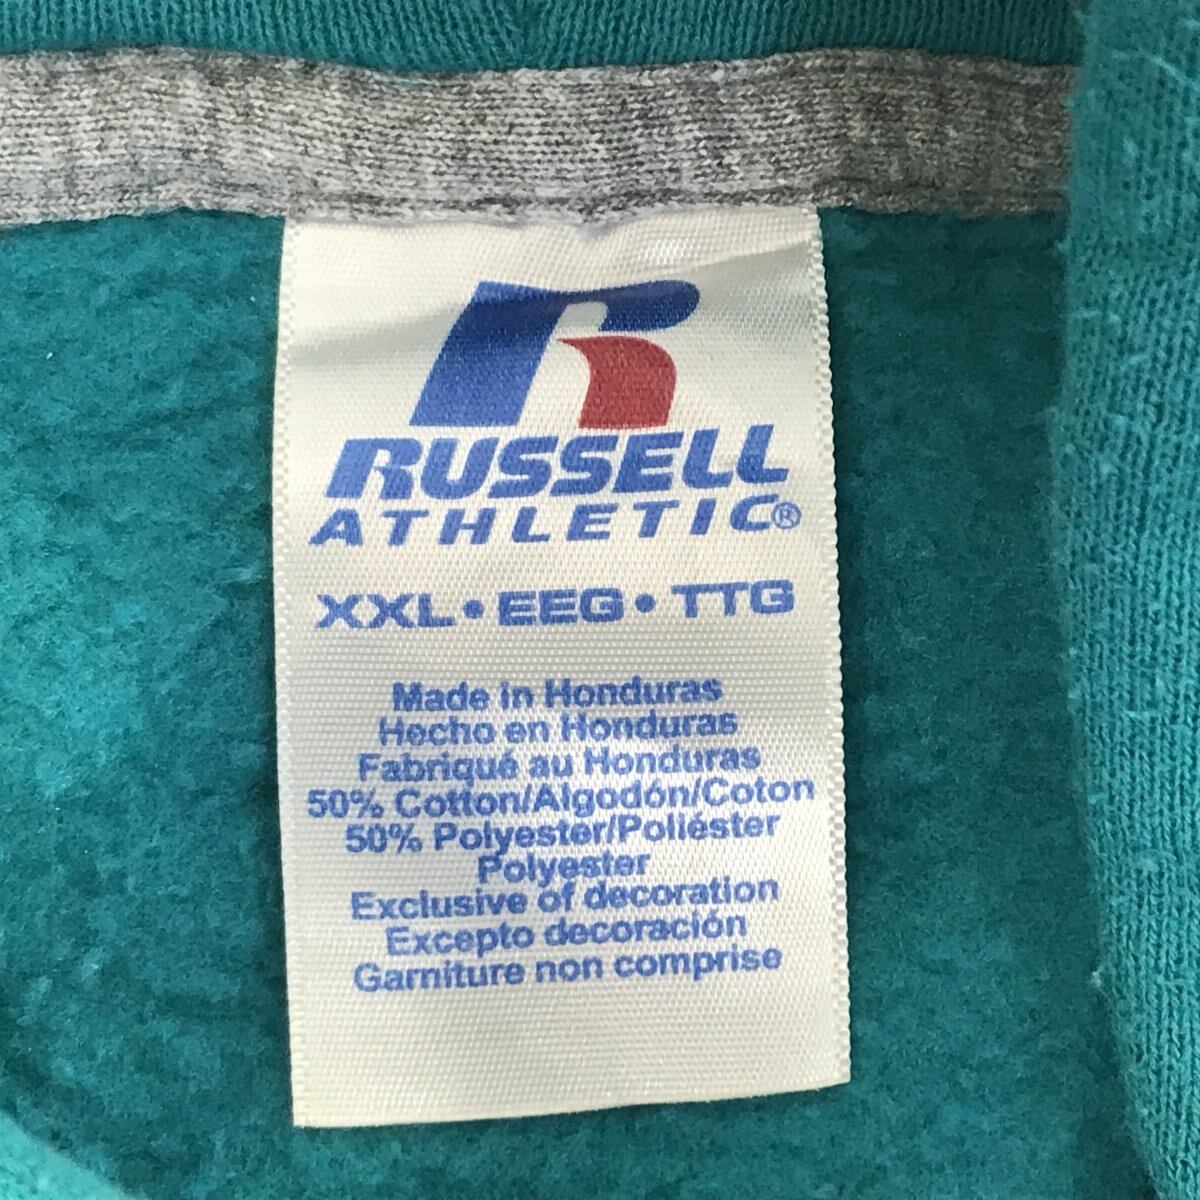 RUSSELL
ATHLETIC®
XXL • EEG • TTG
Made in Honduras
Hecho en Honduras
Fabriqué au Honduras
50% Cotton/Algodón/Coton
50% Polyester/Poliéster
Polyester
Exclusive of decoration
Excepto decoración
Garniture non comprise